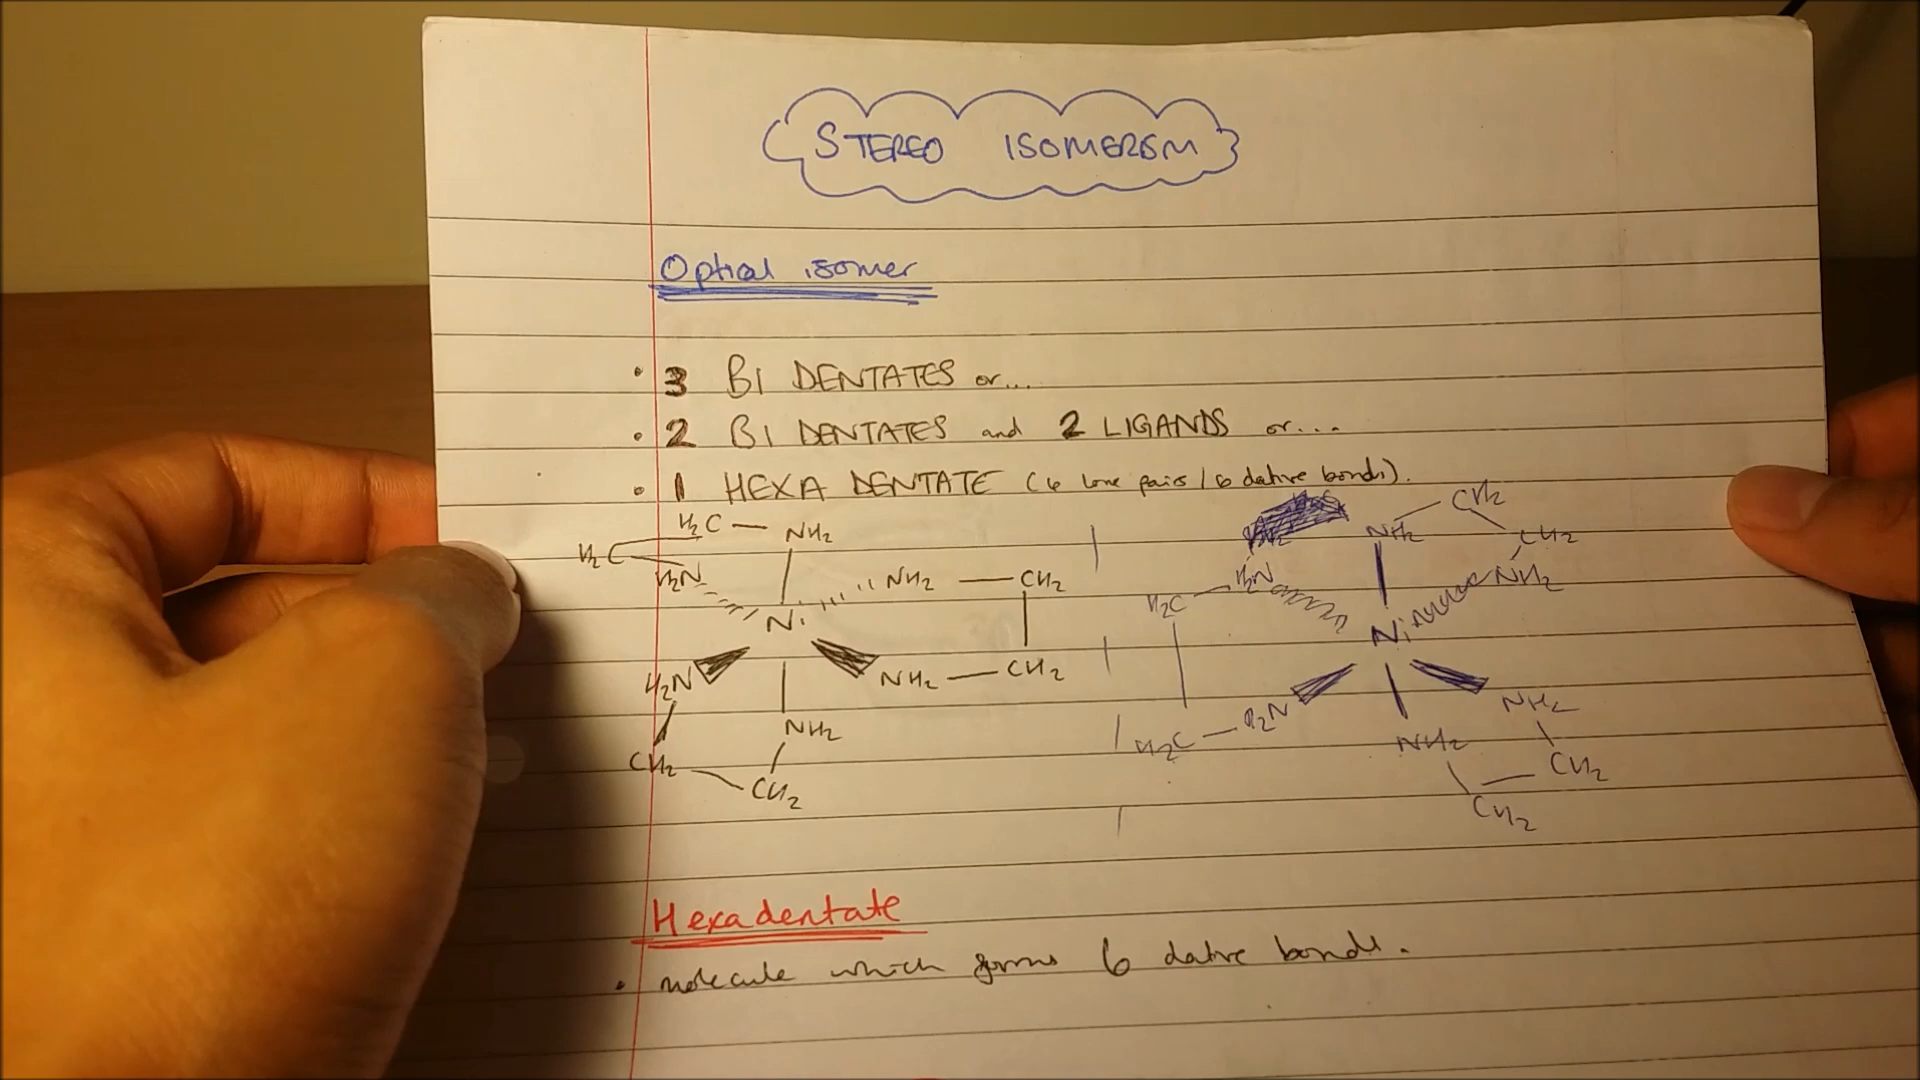 STEREO ISOMERISM
Optical isomer
• 3 BI DENTATES or...
• 2 BI DENTATES and 2 LIGANDS or...
• 1 HEXA DENTATE (6 lone pairs / 6 dative bonds).
H2C — NH2
H2C
H2N
NH2 — CH2
Ni
H2N
NH2 — CH2
NH2
CH2
CH2
CH2
NH2
CH2
H2N
NH2
H2C
Ni
H2N
NH2
H2C
NH2
CH2
CH2
Hexadentate
• molecule which forms 6 dative bonds.